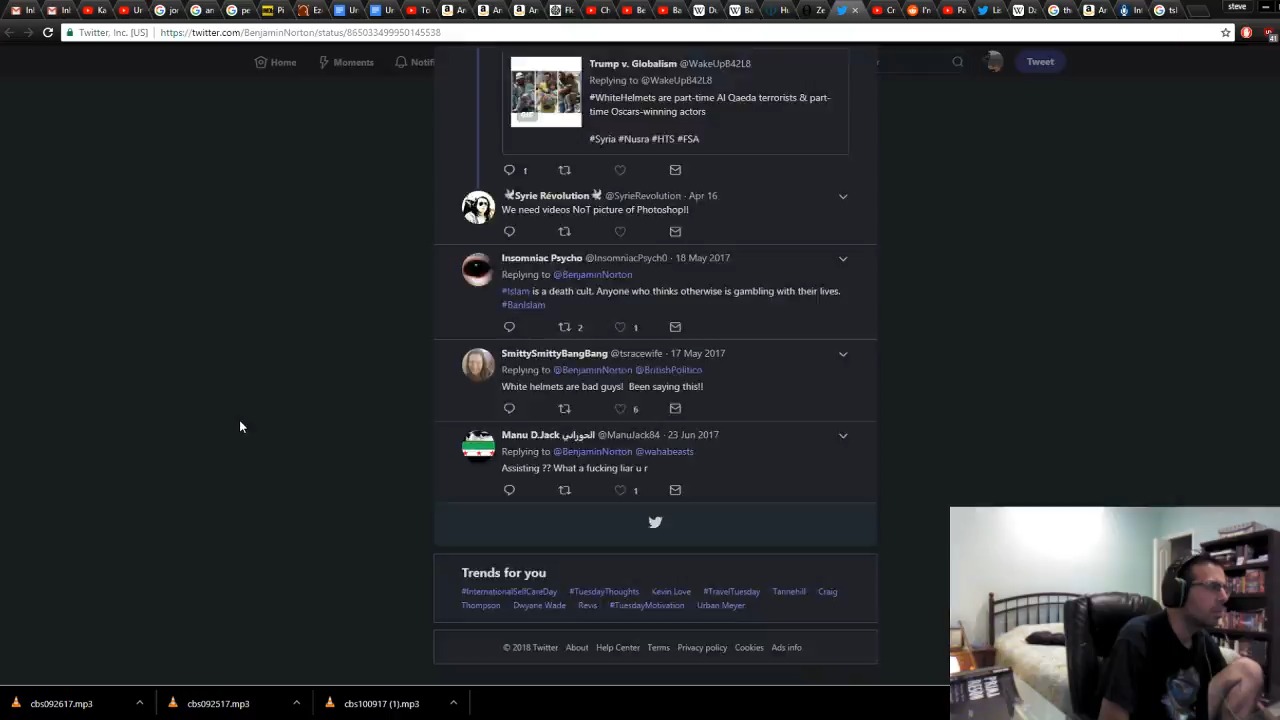 steve
Twitter, Inc. [US]
https://twitter.com/BenjaminNorton/status/865033499950145538
Home
Moments
Tweet
Trump v. Globalism @WakeUpB42L8
Replying to @WakeUpB42L8
#WhiteHelmets are part-time Al Qaeda terrorists & part-
time Oscars-winning actors
GIF
#Syria #Nusra #HTS #FSA
1
Syrie Révolution @SyrieRevolution · Apr 16
We need videos NoT picture of Photoshop!!
Insomniac Psycho @InsomniacPsych0 · 18 May 2017
Replying to @BenjaminNorton
#Islam is a death cult. Anyone who thinks otherwise is gambling with their lives.
#BanIslam
2 1
SmittySmittyBangBang @tsracewife · 17 May 2017
Replying to @BenjaminNorton @BritishPolitico
White helmets are bad guys! Been saying this!!
6
Manu D.Jack الحوراني @ManuJack84 · 23 Jun 2017
Replying to @BenjaminNorton @wahabeasts
Assisting ?? What a fucking liar u r
1
Trends for you
#InternationalSelfCareDay #TuesdayThoughts Kevin Love #TravelTuesday Tannehill Craig
Thompson Dwyane Wade Revis #TuesdayMotivation Urban Meyer
© 2018 Twitter About Help Center Terms Privacy policy Cookies Ads info
cbs092617.mp3
cbs092517.mp3
cbs100917 (1).mp3